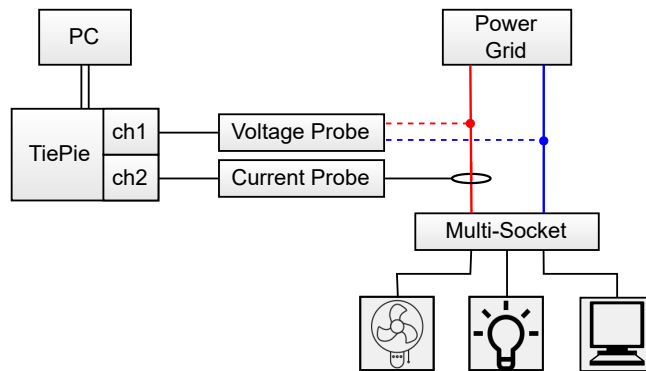 PC
Power
Grid
TiePie
ch1
Voltage Probe
ch2
Current Probe
Multi-Socket